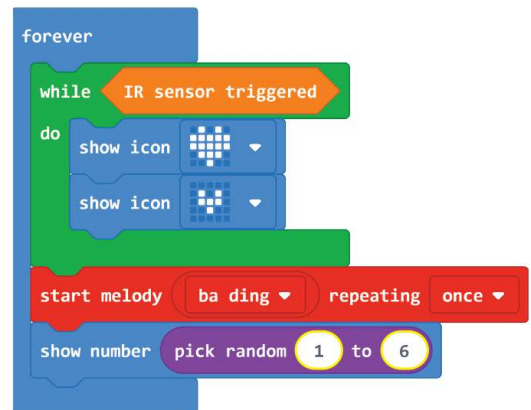 forever
while IR sensor triggered
do
show icon
show icon
start melody ba ding repeating once
show number pick random 1 to 6